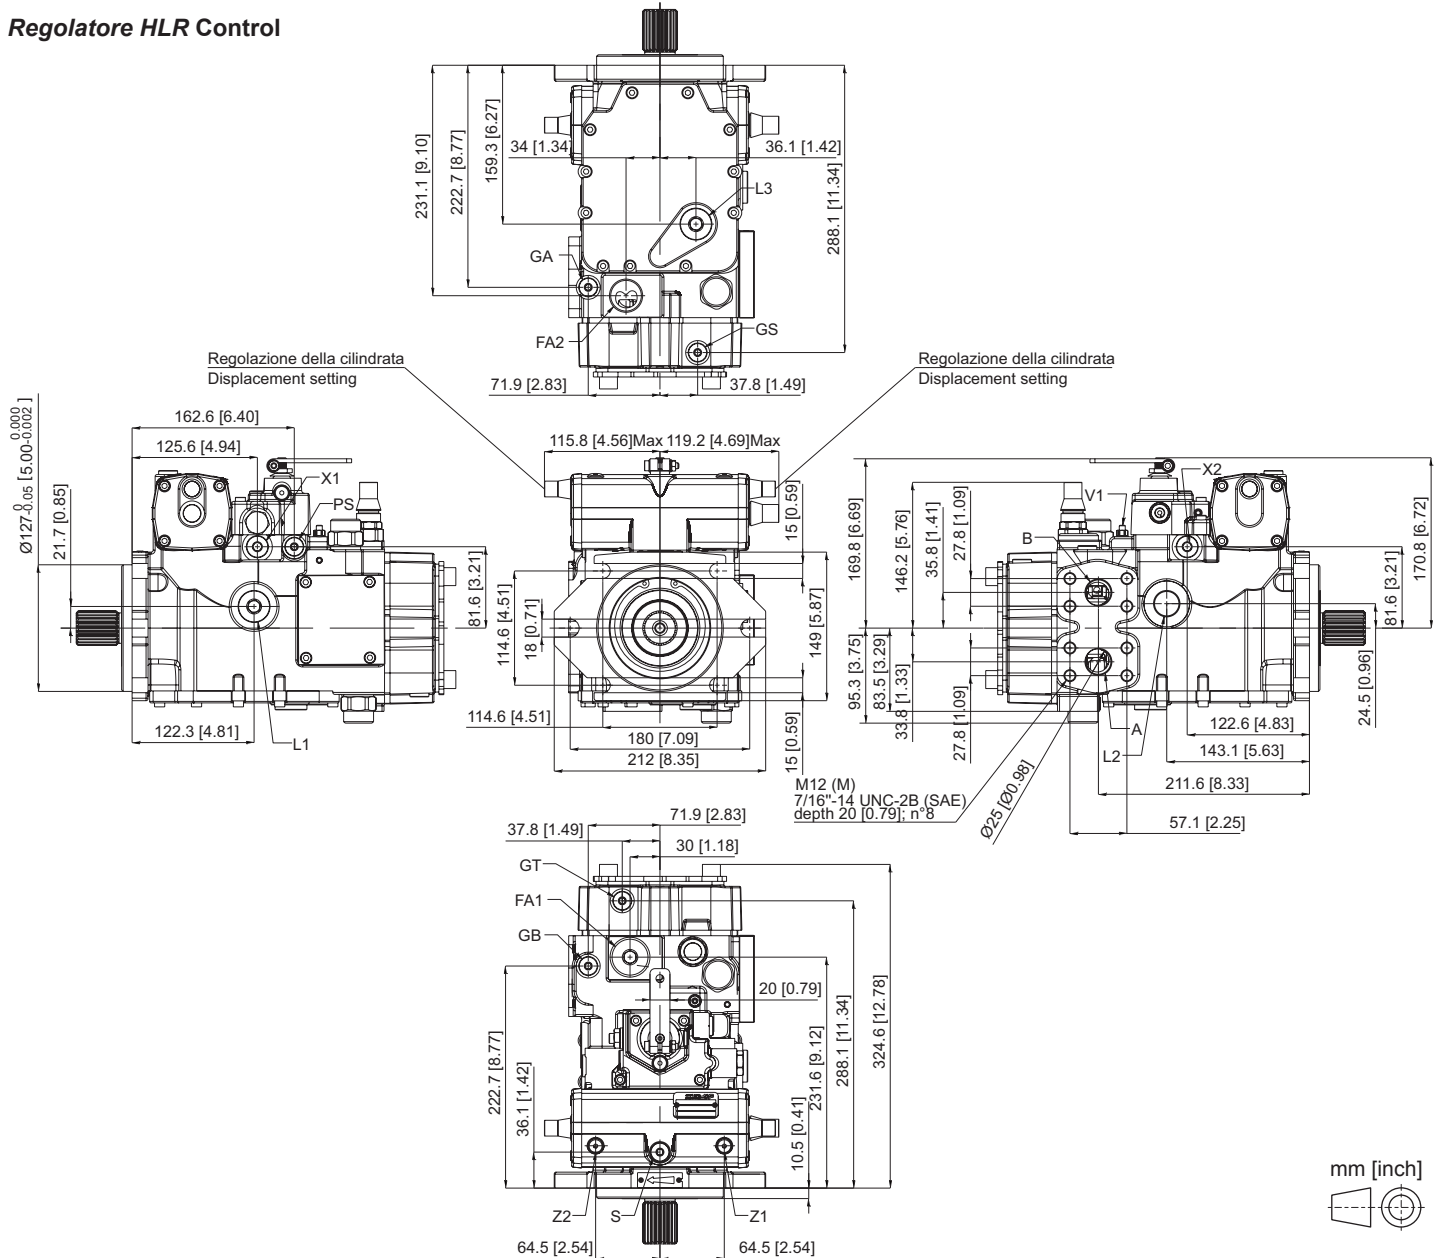 Regolatore HLR Control
231.1 [9.10]
222.7 [8.77]
159.3 [6.27]
34 [1.34]
36.1 [1.42]
288.1 [11.34]
L3
GA
FA2
GS
71.9 [2.83]
37.8 [1.49]
Regolazione della cilindrata
Displacement setting
Regolazione della cilindrata
Displacement setting
Ø127 0 -0.05 [5.00 0.000 -0.002]
162.6 [6.40]
125.6 [4.94]
21.7 [0.85]
X1
PS
81.6 [3.21]
122.3 [4.81]
L1
115.8 [4.56]Max
119.2 [4.69]Max
15 [0.59]
114.6 [4.51]
18 [0.71]
149 [5.87]
114.6 [4.51]
180 [7.09]
212 [8.35]
15 [0.59]
169.8 [6.69]
146.2 [5.76]
35.8 [1.41]
27.8 [1.09]
B
V1
X2
170.8 [6.72]
81.6 [3.21]
95.3 [3.75]
83.5 [3.29]
33.8 [1.33]
27.8 [1.09]
24.5 [0.96]
A
L2
122.6 [4.83]
143.1 [5.63]
211.6 [8.33]
57.1 [2.25]
M12 (M)
7/16"-14 UNC-2B (SAE)
depth 20 [0.79]; n°8
Ø25 [Ø0.98]
71.9 [2.83]
37.8 [1.49]
30 [1.18]
GT
FA1
GB
20 [0.79]
222.7 [8.77]
36.1 [1.42]
10.5 [0.41]
231.6 [9.12]
288.1 [11.34]
324.6 [12.78]
Z2
S
Z1
64.5 [2.54]
64.5 [2.54]
mm [inch]